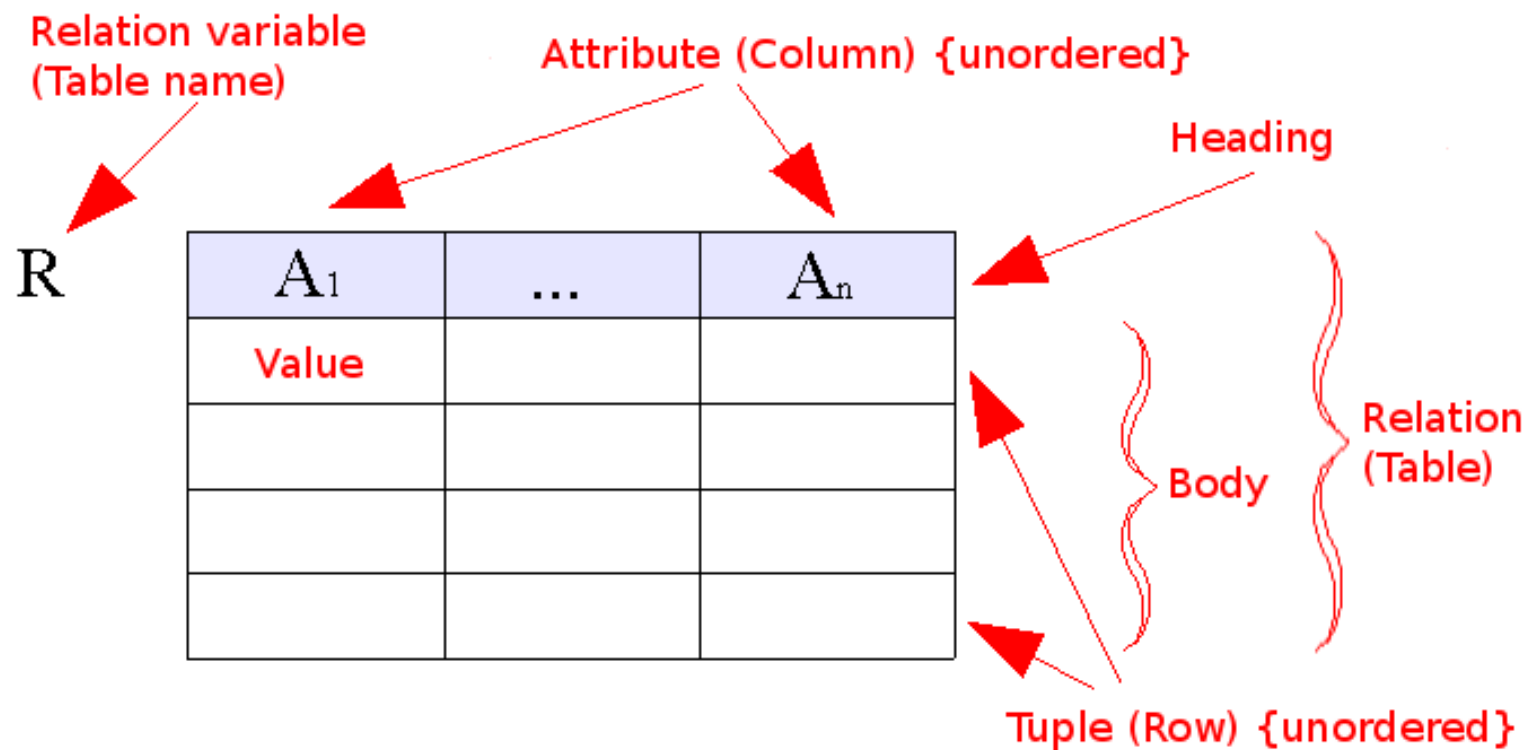 Relation variable
(Table name)
Attribute (Column) {unordered}
Heading
R
A1
...
An
Value
Relation
(Table)
Body
Tuple (Row) {unordered}